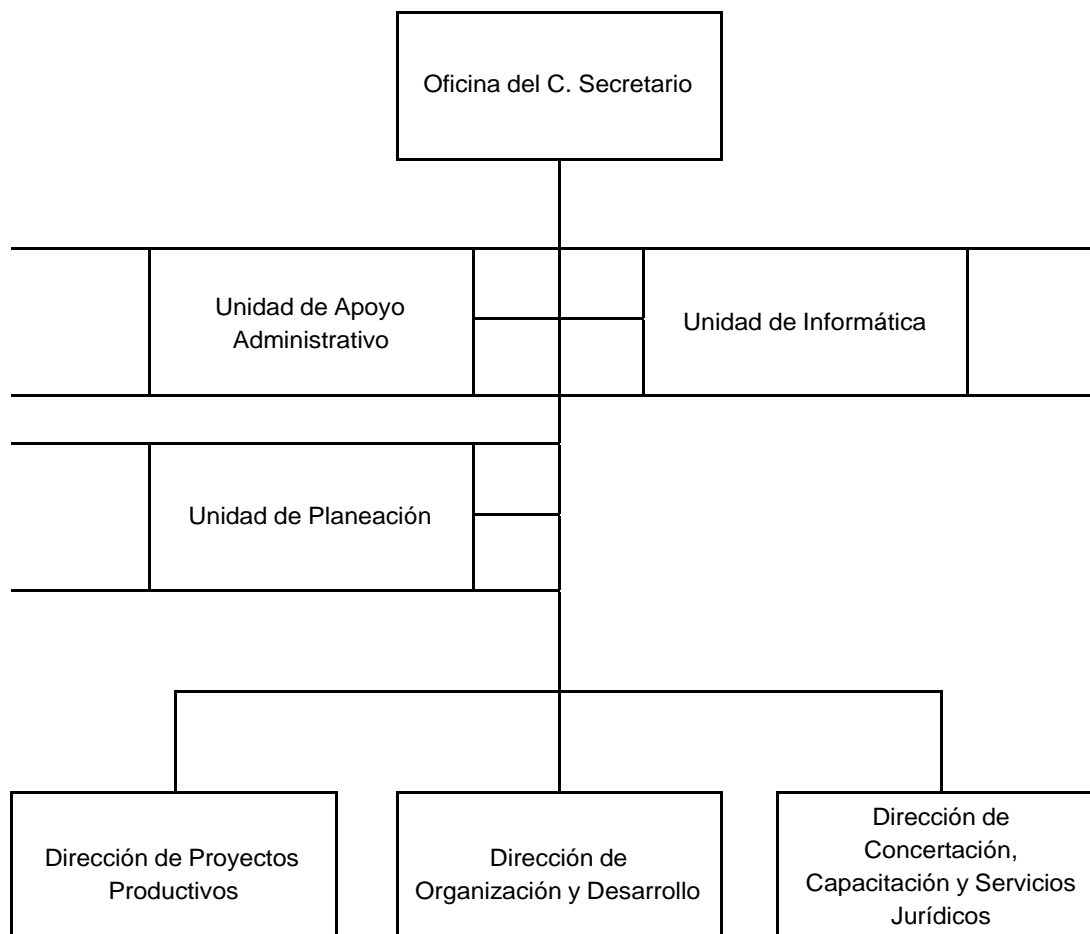 Oficina del C. Secretario
Unidad de Apoyo
Administrativo
Unidad de Informática
Unidad de Planeación
Dirección de Proyectos
Productivos
Dirección de
Organización y Desarrollo
Dirección de
Concertación,
Capacitación y Servicios
Jurídicos